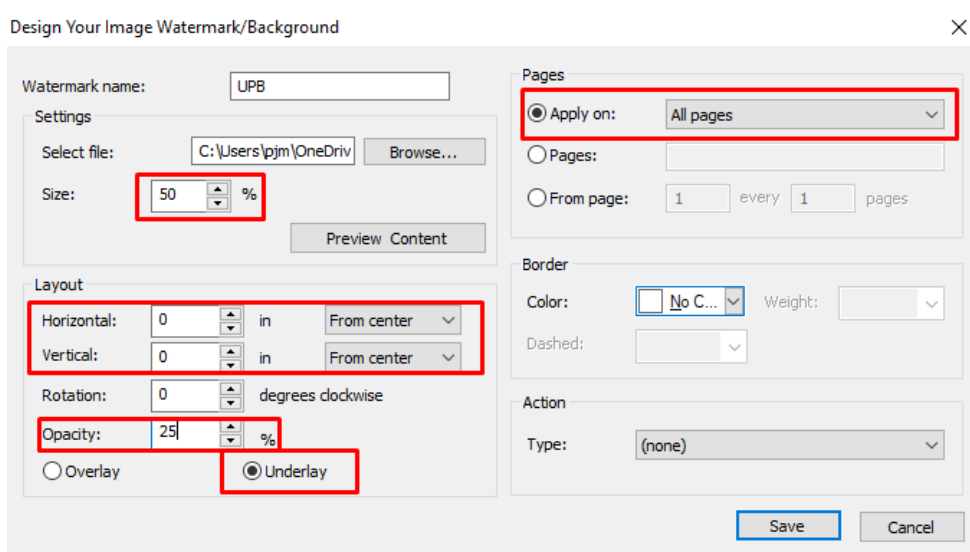 Design Your Image Watermark/Background
Watermark name: UPB
Settings
Select file: C:\Users\pjm\OneDriv Browse...
Size: 50 %
Preview Content
Layout
Horizontal: 0 in From center
Vertical: 0 in From center
Rotation: 0 degrees clockwise
Opacity: 25 %
Overlay Underlay
Pages
Apply on: All pages
Pages:
From page: 1 every 1 pages
Border
Color: No C... Weight:
Dashed:
Action
Type: (none)
Save Cancel